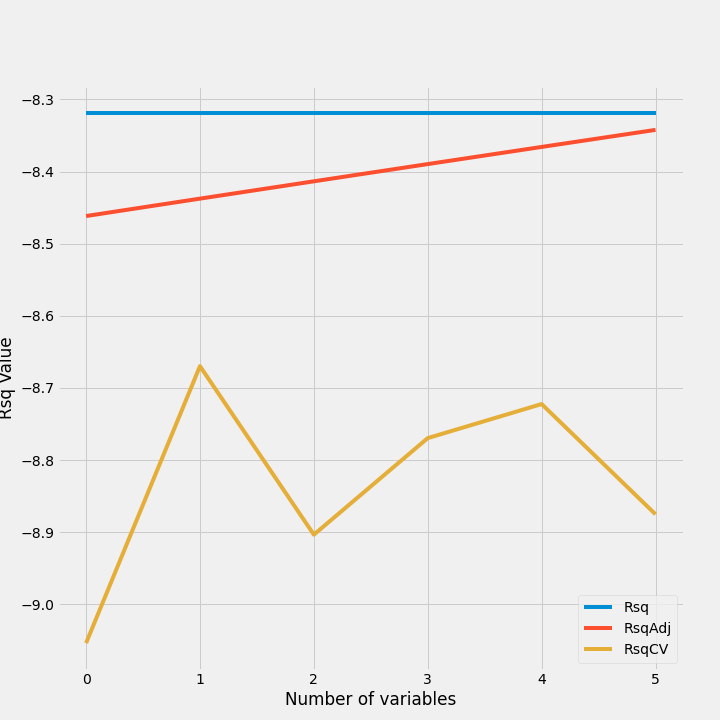 −8.3
−8.4
−8.5
−8.6
−8.7
−8.8
−8.9
−9.0
Rsq Value
0 1 2 3 4 5
Number of variables
Rsq
RsqAdj
RsqCV